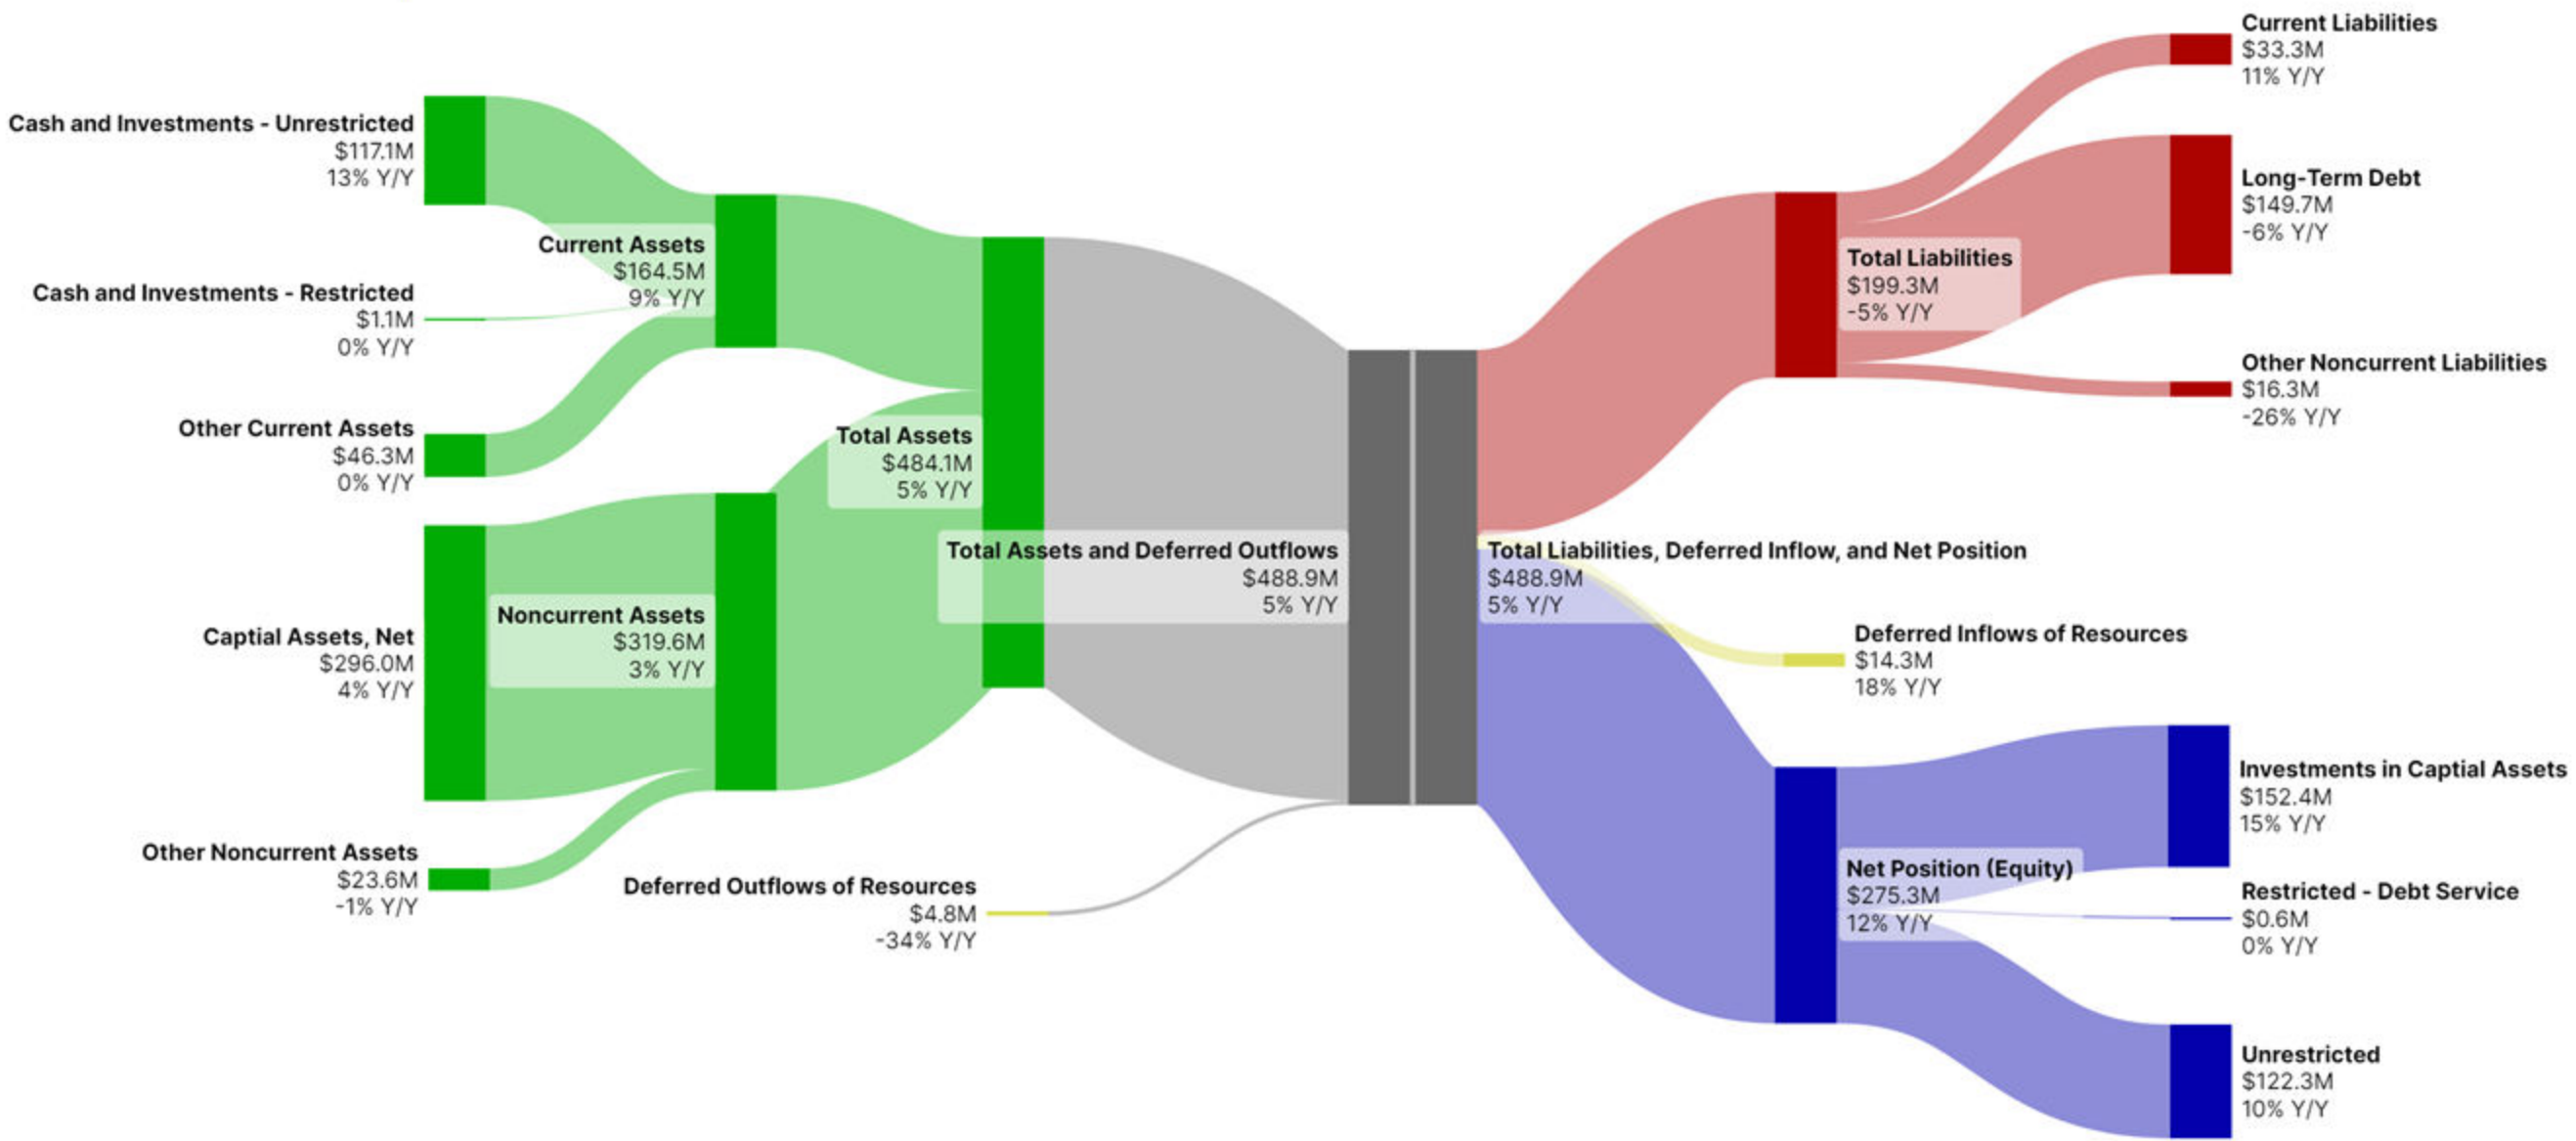 Cash and Investments - Unrestricted
$117.1M
13% Y/Y
Cash and Investments - Restricted
$1.1M
0% Y/Y
Other Current Assets
$46.3M
0% Y/Y
Captial Assets, Net
$296.0M
4% Y/Y
Other Noncurrent Assets
$23.6M
-1% Y/Y
Current Assets
$164.5M
9% Y/Y
Noncurrent Assets
$319.6M
3% Y/Y
Total Assets
$484.1M
5% Y/Y
Deferred Outflows of Resources
$4.8M
-34% Y/Y
Total Assets and Deferred Outflows
$488.9M
5% Y/Y
Total Liabilities, Deferred Inflow, and Net Position
$488.9M
5% Y/Y
Total Liabilities
$199.3M
-5% Y/Y
Deferred Inflows of Resources
$14.3M
18% Y/Y
Net Position (Equity)
$275.3M
12% Y/Y
Current Liabilities
$33.3M
11% Y/Y
Long-Term Debt
$149.7M
-6% Y/Y
Other Noncurrent Liabilities
$16.3M
-26% Y/Y
Investments in Captial Assets
$152.4M
15% Y/Y
Restricted - Debt Service
$0.6M
0% Y/Y
Unrestricted
$122.3M
10% Y/Y